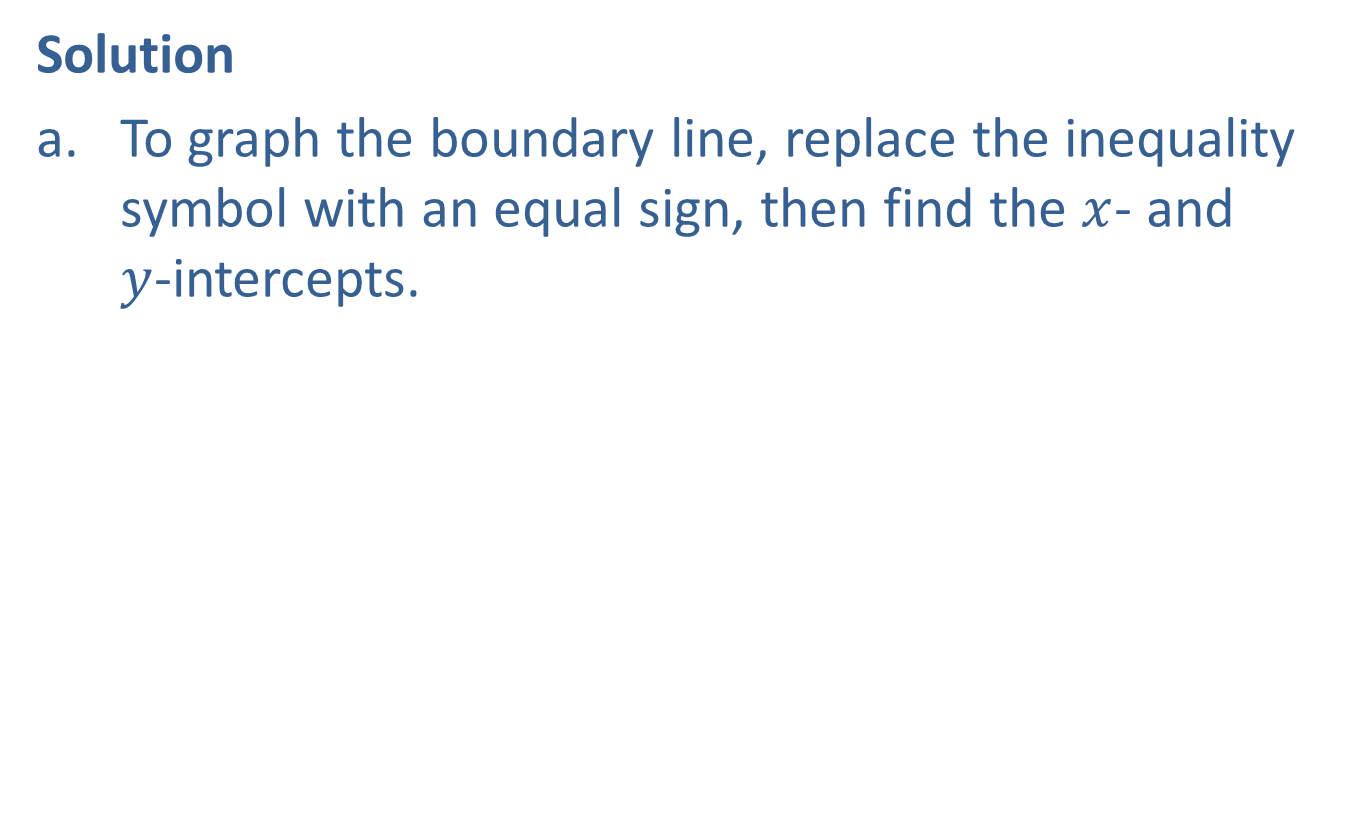 Solution
a. To graph the boundary line, replace the inequality
symbol with an equal sign, then find the x- and
y-intercepts.